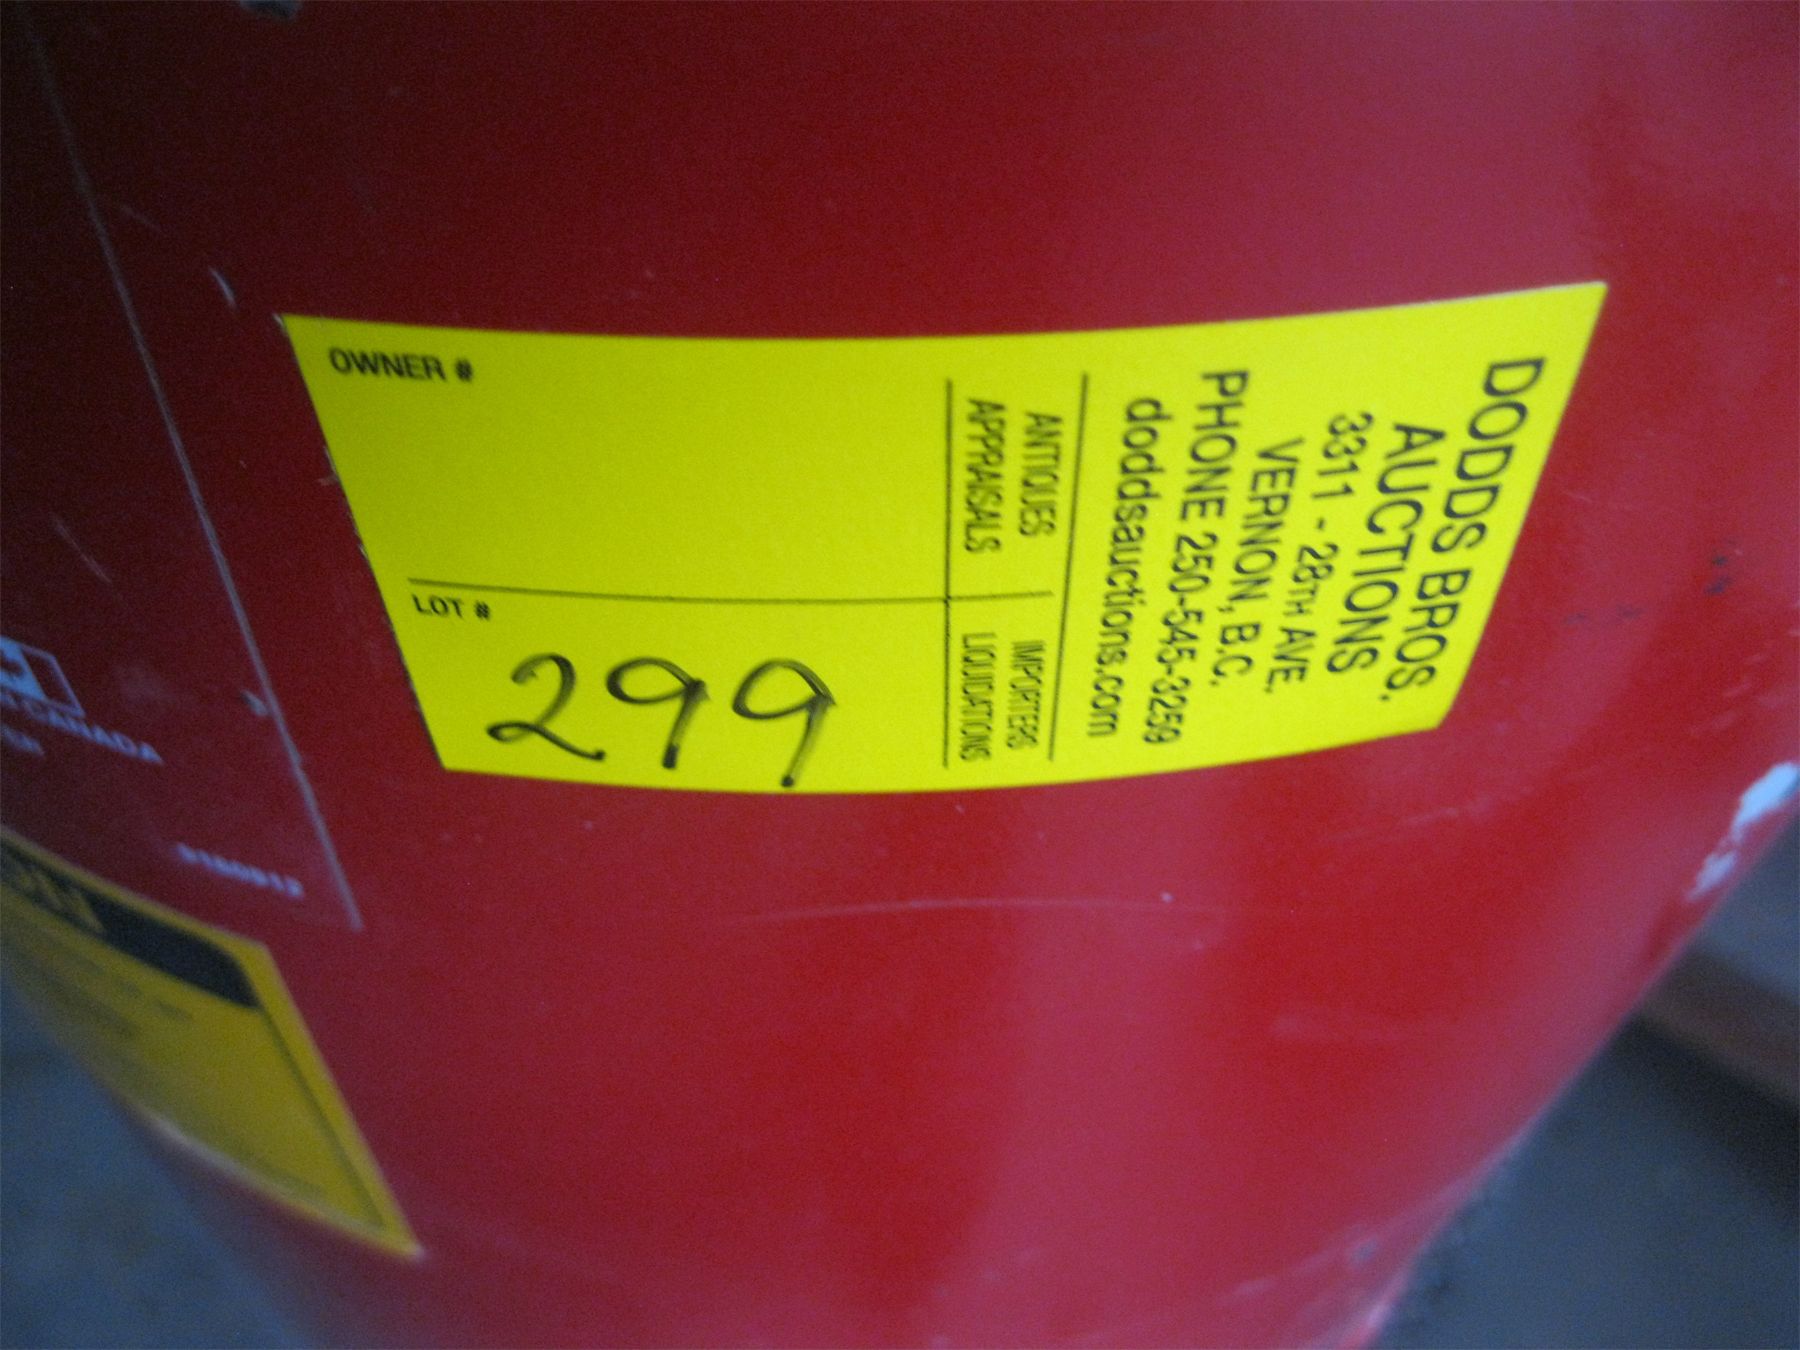 DODDS BROS.
AUCTIONS
3311 - 28TH AVE,
VERNON, B.C.
PHONE 250-545-3259
doddsauctions.com
ANTIQUES
APPRAISALS
IMPORTERS
LIQUIDATIONS
OWNER #
LOT #
299
CANADA